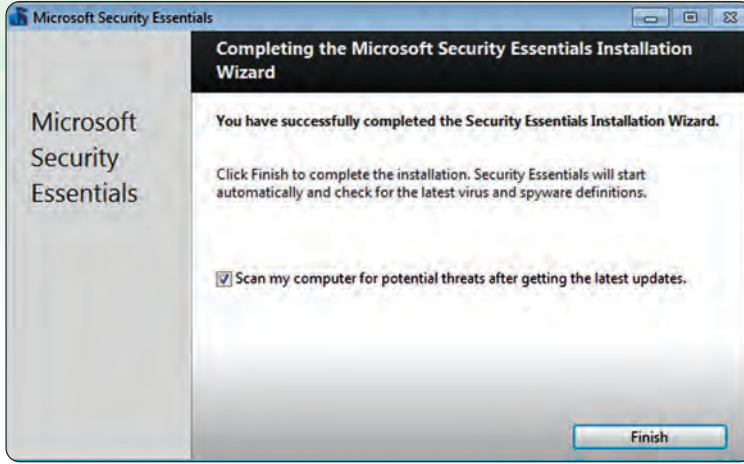 Microsoft Security Essentials
Completing the Microsoft Security Essentials Installation
Wizard
Microsoft
Security
Essentials
You have successfully completed the Security Essentials Installation Wizard.
Click Finish to complete the installation. Security Essentials will start
automatically and check for the latest virus and spyware definitions.
Scan my computer for potential threats after getting the latest updates.
Finish